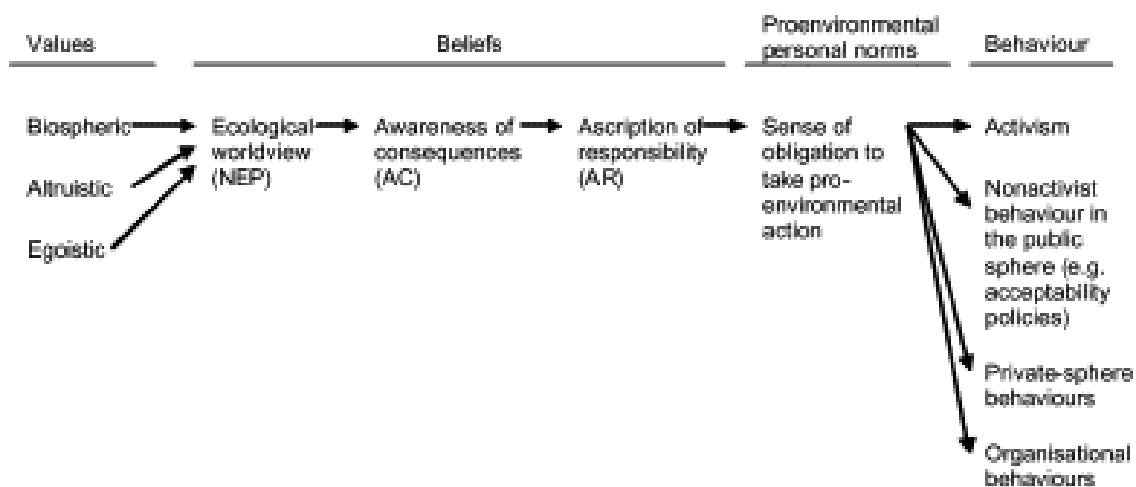 Values
Beliefs
Proenvironmental
personal norms
Behaviour
Biospheric
Altruistic
Egoistic
Ecological
worldview
(NEP)
Awareness of
consequences
(AC)
Ascription of
responsibility
(AR)
Sense of
obligation to
take pro-
environmental
action
Activism
Nonactivist
behaviour in
the public
sphere (e.g.
acceptability
policies)
Private-sphere
behaviours
Organisational
behaviours